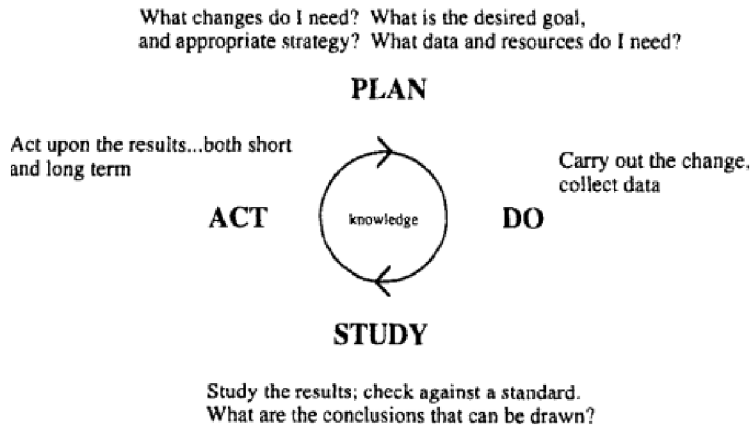 What changes do I need? What is the desired goal,
and appropriate strategy? What data and resources do I need?
PLAN
Act upon the results...both short
and long term
Carry out the change,
collect data
ACT
knowledge
DO
STUDY
Study the results; check against a standard.
What are the conclusions that can be drawn?